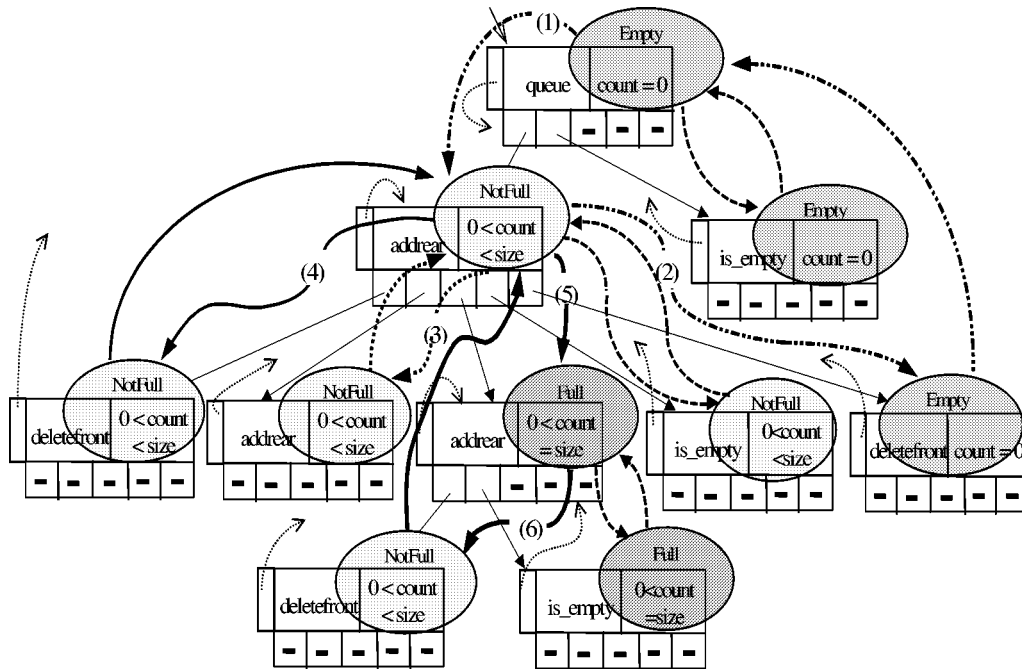 (1)
Empty
queue
count = 0
- - -
NotFull
addrear
0 < count
< size
Empty
is_empty
count = 0
- - - - -
(4)
(5)
(2)
(3)
NotFull
deletefront
0 < count
< size
- - - - -
NotFull
addrear
0 < count
< size
- - - - -
Full
addrear
0 < count
= size
- - -
NotFull
is_empty
0<count
<size
- - - - -
Empty
deletefront
count = 0
- - - - -
(6)
NotFull
deletefront
0 < count
< size
- - - - -
Full
is_empty
0<count
=size
- - - - -